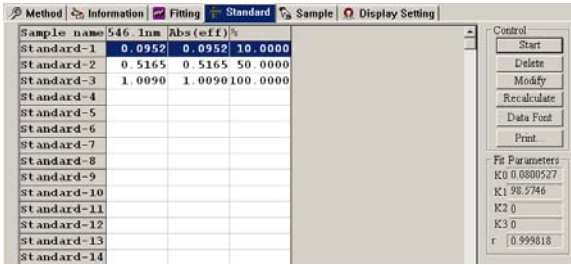 Method Information Fitting Standard Sample Display Setting
Sample name 546.1nm Abs(eff) %
Standard-1 0.0952 0.0952 10.0000
Standard-2 0.5165 0.5165 50.0000
Standard-3 1.0090 1.0090 100.0000
Standard-4
Standard-5
Standard-6
Standard-7
Standard-8
Standard-9
Standard-10
Standard-11
Standard-12
Standard-13
Standard-14
Control
Start
Delete
Modify
Recalculate
Data Font
Print...
Fit Parameters
K0 0.0800527
K1 98.5746
K2 0
K3 0
r 0.999818